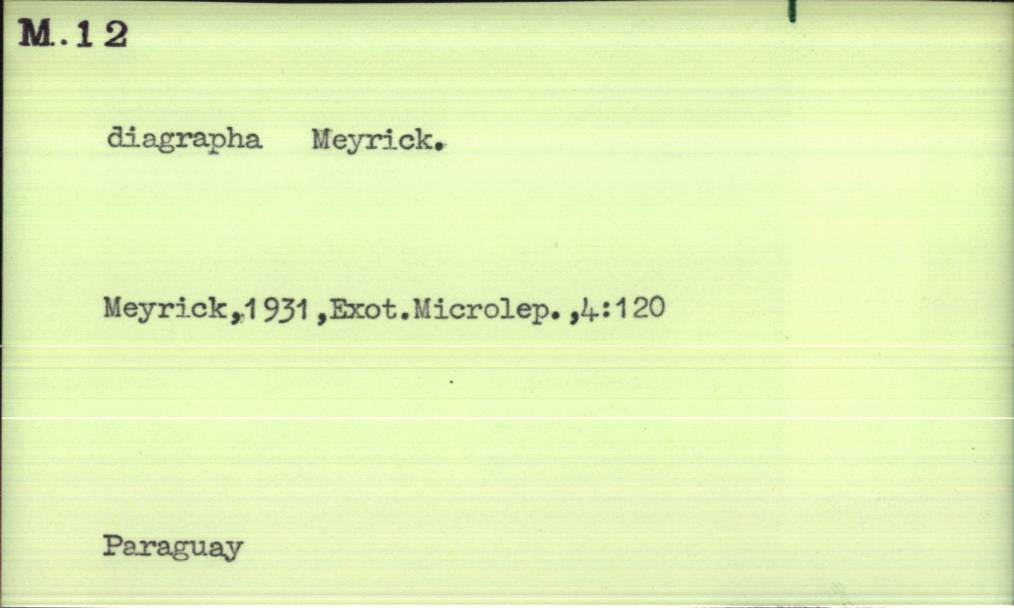 M.12
diagrapha Meyrick.
Meyrick,1931,Exot.Microlep.,4:120
Paraguay